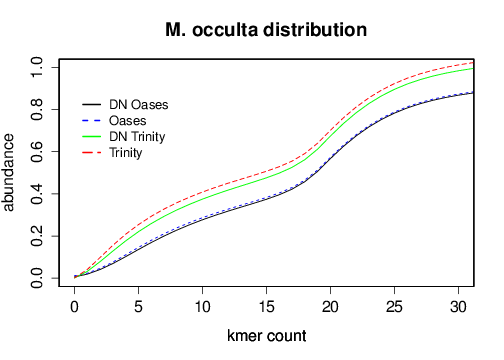 M. occulta distribution
abundance
1.0
0.8
0.6
0.4
0.2
0.0
DN Oases
Oases
DN Trinity
Trinity
0 5 10 15 20 25 30
kmer count